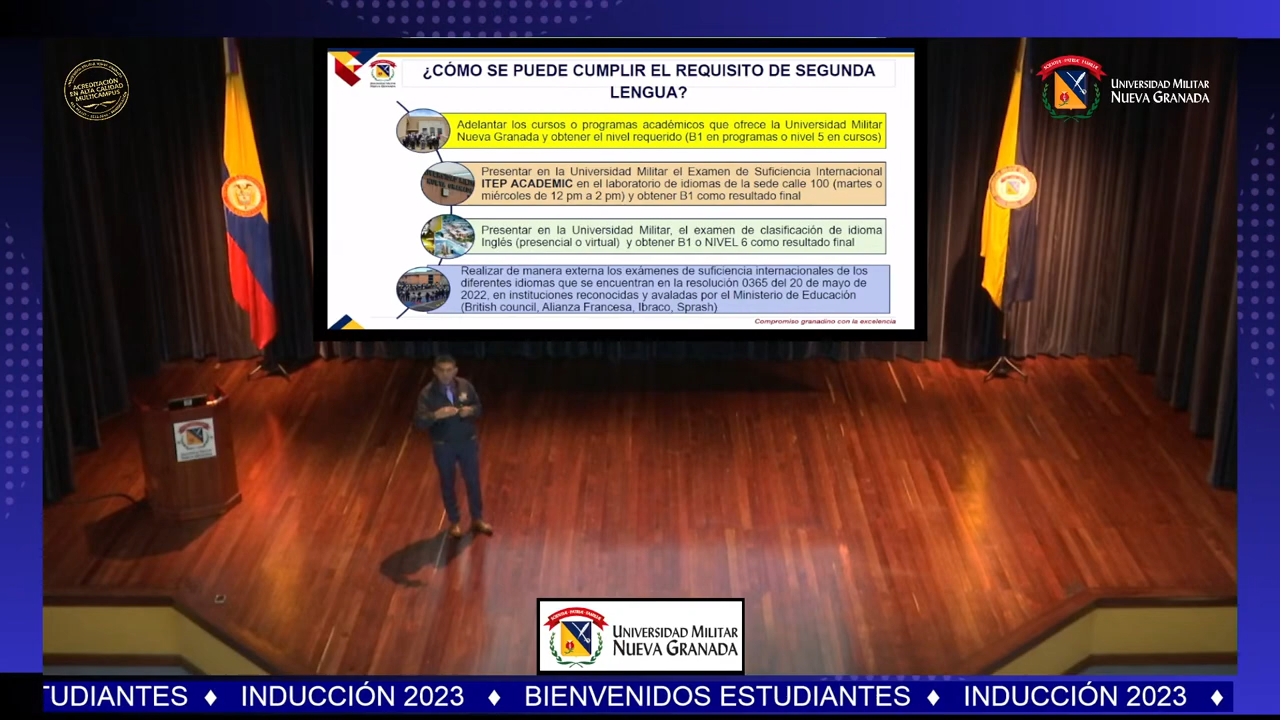 ¿CÓMO SE PUEDE CUMPLIR EL REQUISITO DE SEGUNDA
LENGUA?
Adelantar los cursos o programas académicos que ofrece la Universidad Militar
Nueva Granada y obtener el nivel requerido (B1 en programas o nivel 5 en cursos)
Presentar en la Universidad Militar el Examen de Suficiencia Internacional
ITEP ACADEMIC en el laboratorio de idiomas de la sede calle 100 (martes o
miércoles de 12 pm a 2 pm) y obtener B1 como resultado final
Presentar en la Universidad Militar, el examen de clasificación de idioma
Inglés (presencial o virtual) y obtener B1 o NIVEL 6 como resultado final
Realizar de manera externa los exámenes de suficiencia internacionales de los
diferentes idiomas que se encuentran en la resolución 0365 del 20 de mayo de
2022, en instituciones reconocidas y avaladas por el Ministerio de Educación
(British council, Alianza Francesa, Ibraco, Sprash)
Compromiso granadino con la excelencia
ACREDITACIÓN
EN ALTA CALIDAD
MULTICAMPUS
UNIVERSIDAD MILITAR
NUEVA GRANADA
UNIVERSIDAD MILITAR
NUEVA GRANADA
TUDIANTES ♦ INDUCCIÓN 2023 ♦ BIENVENIDOS ESTUDIANTES ♦ INDUCCIÓN 2023 ♦